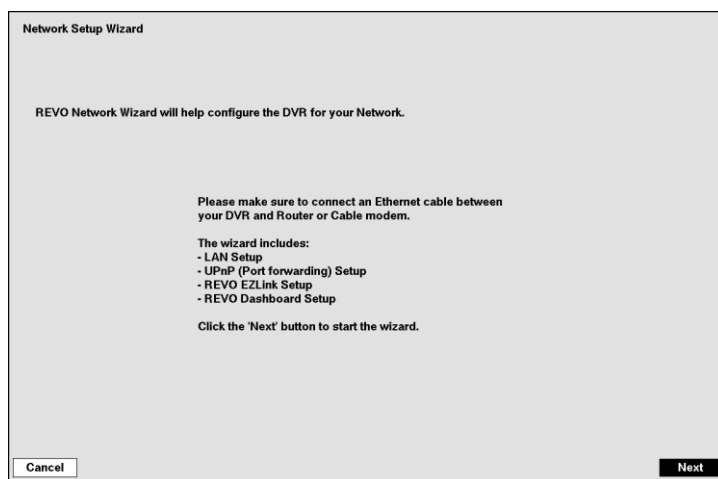 Network Setup Wizard
REVO Network Wizard will help configure the DVR for your Network.
Please make sure to connect an Ethernet cable between
your DVR and Router or Cable modem.
The wizard includes:
- LAN Setup
- UPnP (Port forwarding) Setup
- REVO EZLink Setup
- REVO Dashboard Setup
Click the 'Next' button to start the wizard.
Cancel
Next